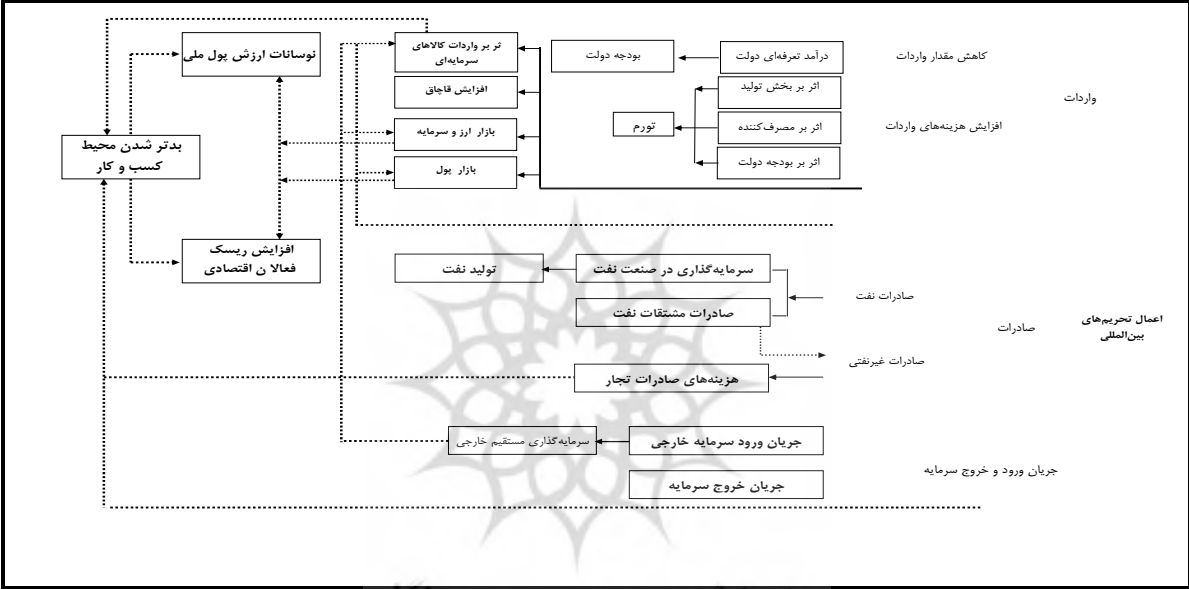 اعمال تحریم‌های
بین‌المللی
واردات
کاهش مقدار واردات
درآمد تعرفه‌ای دولت
بودجه دولت
افزایش هزینه‌های واردات
اثر بر بخش تولید
اثر بر مصرف‌کننده
اثر بر بودجه دولت
تورم
ثر بر واردات کالاهای
سرمایه‌ای
افزایش قاچاق
بازار ارز و سرمایه
بازار پول
نوسانات ارزش پول ملی
بدتر شدن محیط
کسب و کار
افزایش ریسک
فعالا ن اقتصادی
صادرات
صادرات نفت
سرمایه‌گذاری در صنعت نفت
تولید نفت
صادرات مشتقات نفت
صادرات غیرنفتی
هزینه‌های صادرات تجار
جریان ورود و خروج سرمایه
جریان ورود سرمایه خارجی
سرمایه‌گذاری مستقیم خارجی
جریان خروج سرمایه